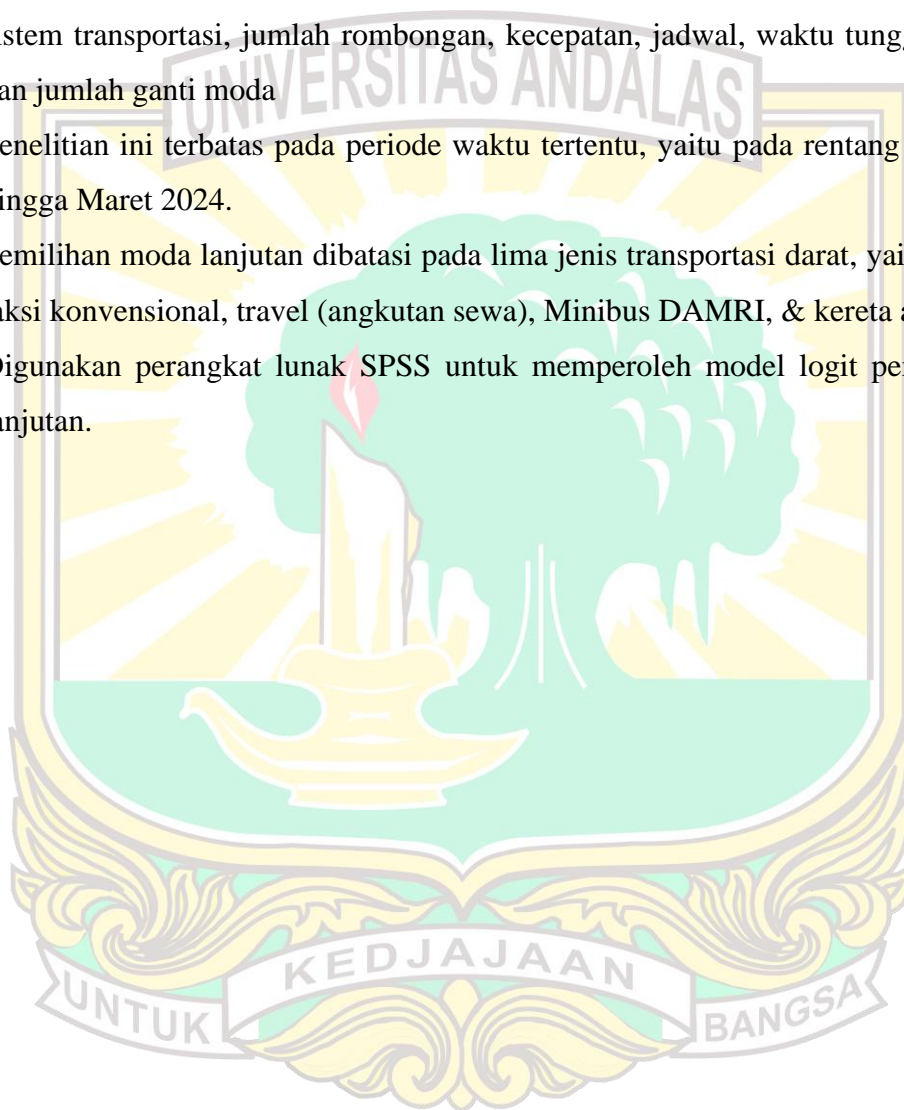 istem transportasi, jumlah rombongan, kecepatan, jadwal, waktu tungg
an jumlah ganti moda
enelitian ini terbatas pada periode waktu tertentu, yaitu pada rentang
ingga Maret 2024.
emilihan moda lanjutan dibatasi pada lima jenis transportasi darat, yai
aksi konvensional, travel (angkutan sewa), Minibus DAMRI, & kereta a
Digunakan perangkat lunak SPSS untuk memperoleh model logit pe
anjutan.
UNIVERSITAS ANDALAS
UNTUK KEDJAJAAN BANGSA